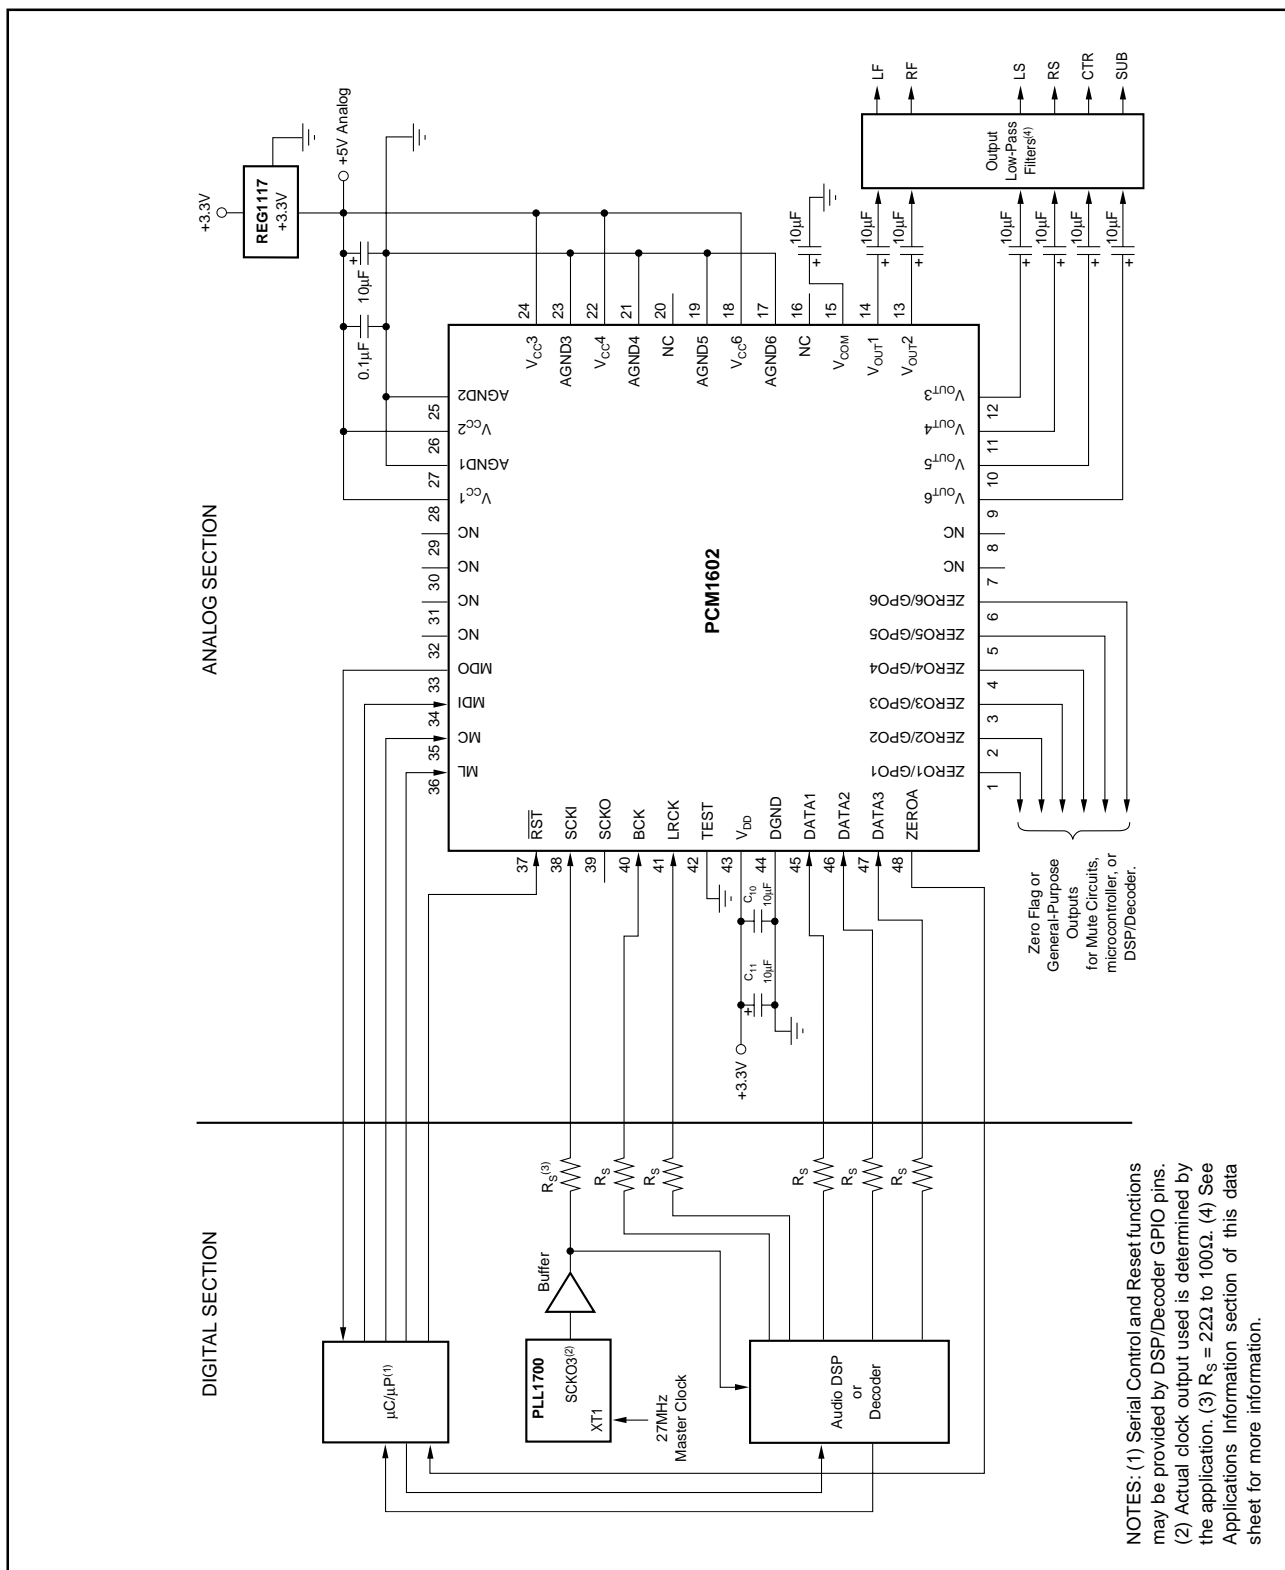 DIGITAL SECTION
ANALOG SECTION
μC/μP(1)
PLL1700
SCKO3(2)
XT1
27MHz
Master Clock
Buffer
Audio DSP
or
Decoder
RS(3)
RS
RS
RS
RS
RS
+3.3V
C11
10μF
+
C10
10μF
36
35
34
33
32
31
30
29
28
27
26
25
ML
MC
MDI
MDO
NC
NC
NC
NC
VCC1
AGND1
VCC2
AGND2
37
RST
38
SCKI
39
SCKO
40
BCK
41
LRCK
42
TEST
43
VDD
44
DGND
45
DATA1
46
DATA2
47
DATA3
48
ZEROA
PCM1602
VCC3
24
AGND3
23
VCC4
22
AGND4
21
NC
20
AGND5
19
VCC6
18
AGND6
17
NC
16
VCOM
15
VOUT1
14
VOUT2
13
ZERO1/GPO1
ZERO2/GPO2
ZERO3/GPO3
ZERO4/GPO4
ZERO5/GPO5
ZERO6/GPO6
NC
NC
VOUT6
VOUT5
VOUT4
VOUT3
1
2
3
4
5
6
7
8
9
10
11
12
0.1μF
10μF
+
+3.3V
REG1117
+3.3V
+5V Analog
10μF
+
10μF
+
10μF
+
10μF
+
10μF
+
10μF
+
10μF
+
Output
Low-Pass
Filters(4)
LF
RF
LS
RS
CTR
SUB
Zero Flag or
General-Purpose
Outputs
for Mute Circuits,
microcontroller, or
DSP/Decoder.
NOTES: (1) Serial Control and Reset functions
may be provided by DSP/Decoder GPIO pins.
(2) Actual clock output used is determined by
the application. (3) RS = 22Ω to 100Ω. (4) See
Applications Information section of this data
sheet for more information.